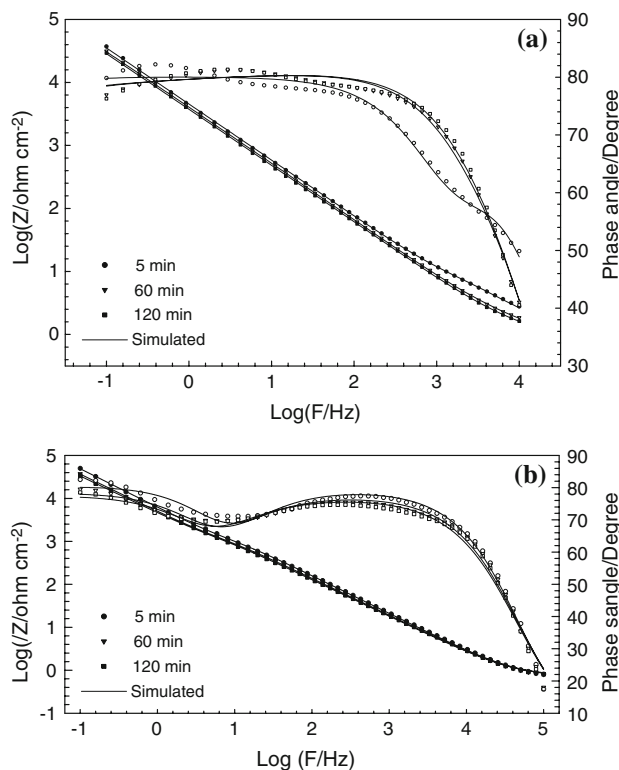 (a)
5
4
3
2
1
0
90
80
70
60
50
40
30
Log(Z/ohm cm-2)
Phase angle/Degree
5 min
60 min
120 min
Simulated
-1
0
1
2
3
4
Log(F/Hz)
(b)
5
4
3
2
1
0
-1
90
80
70
60
50
40
30
20
10
Log(/Z/ohm cm-2)
Phase sangle/Degree
5 min
60 min
120 min
Simulated
-1
0
1
2
3
4
5
Log (F/Hz)